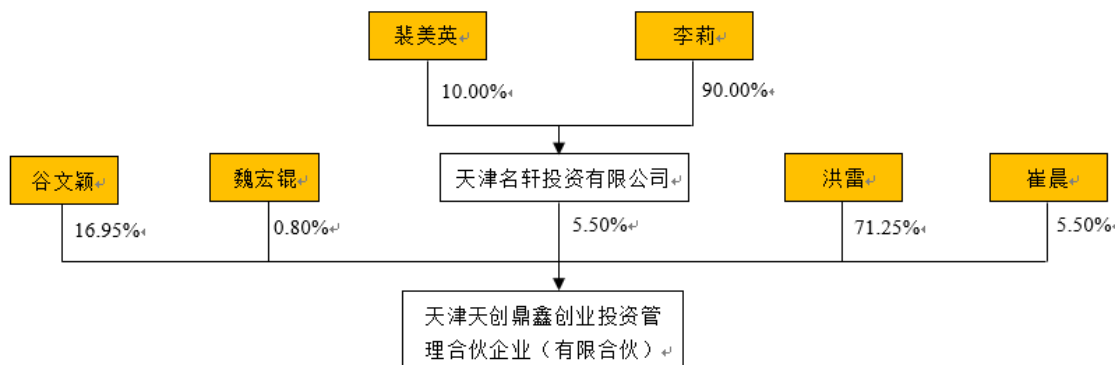 裴美英
李莉
10.00%
90.00%
谷文颖
魏宏锟
天津名轩投资有限公司
洪雷
崔晨
16.95%
0.80%
5.50%
71.25%
5.50%
天津天创鼎鑫创业投资管
理合伙企业（有限合伙）